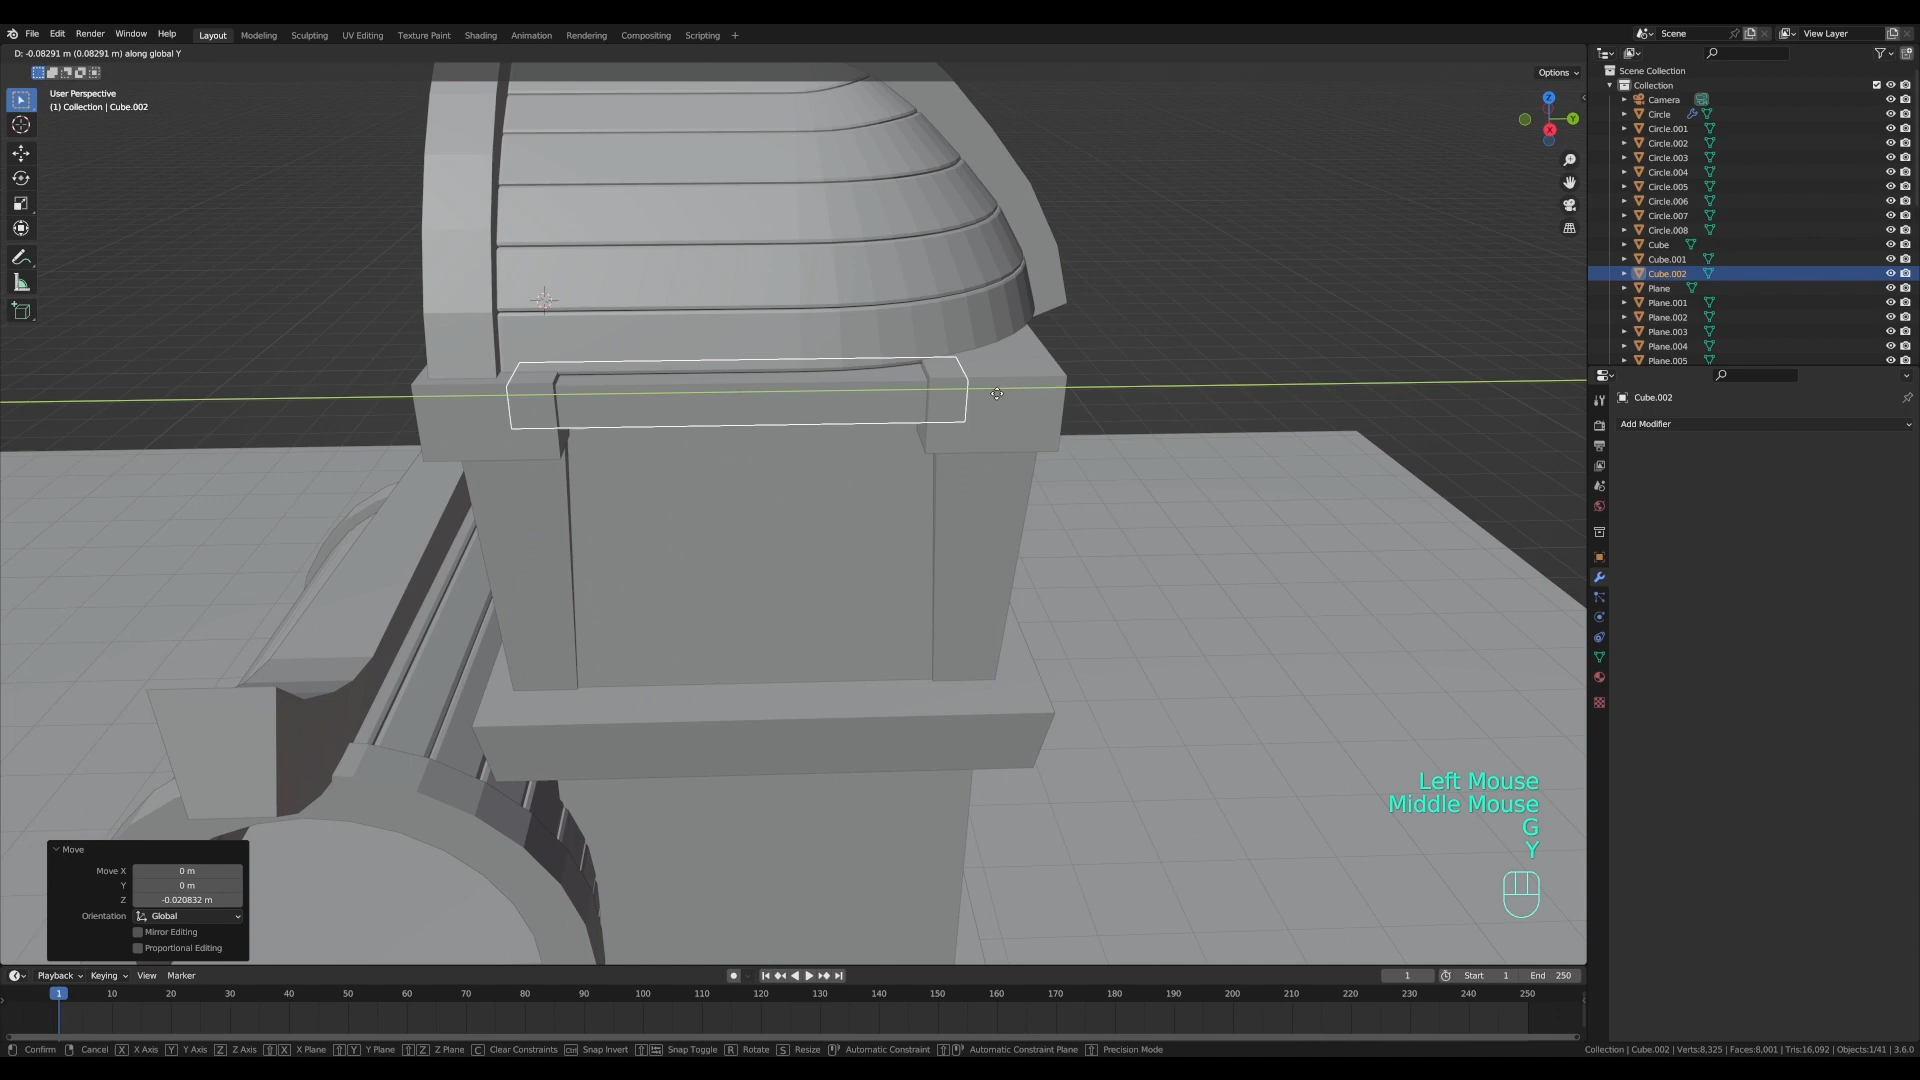 File Edit Render Window Help Layout Modeling Sculpting UV Editing Texture Paint Shading Animation Rendering Compositing Scripting + Scene View Layer
D: -0.08291 m (0.08291 m) along global Y
Options
User Perspective
(1) Collection | Cube.002
Z
Y
X
Scene Collection
Collection
Camera
Circle
Circle.001
Circle.002
Circle.003
Circle.004
Circle.005
Circle.006
Circle.007
Circle.008
Cube
Cube.001
Cube.002
Plane
Plane.001
Plane.002
Plane.003
Plane.004
Plane.005
Cube.002
Add Modifier
Left Mouse
Middle Mouse
G
Y
Move
Move X 0 m
Y 0 m
Z -0.020832 m
Orientation Global
Mirror Editing
Proportional Editing
Playback Keying View Marker 1 Start 1 End 250
1 10 20 30 40 50 60 70 80 90 100 110 120 130 140 150 160 170 180 190 200 210 220 230 240 250
Confirm Cancel X X Axis Y Y Axis Z Z Axis X X Plane Y Y Plane Z Z Plane C Clear Constraints Ctrl Snap Invert Snap Toggle R Rotate S Resize Automatic Constraint Automatic Constraint Plane Precision Mode Collection | Cube.002 | Verts:8,325 | Faces:8,001 | Tris:16,092 | Objects:1/41 | 3.6.0